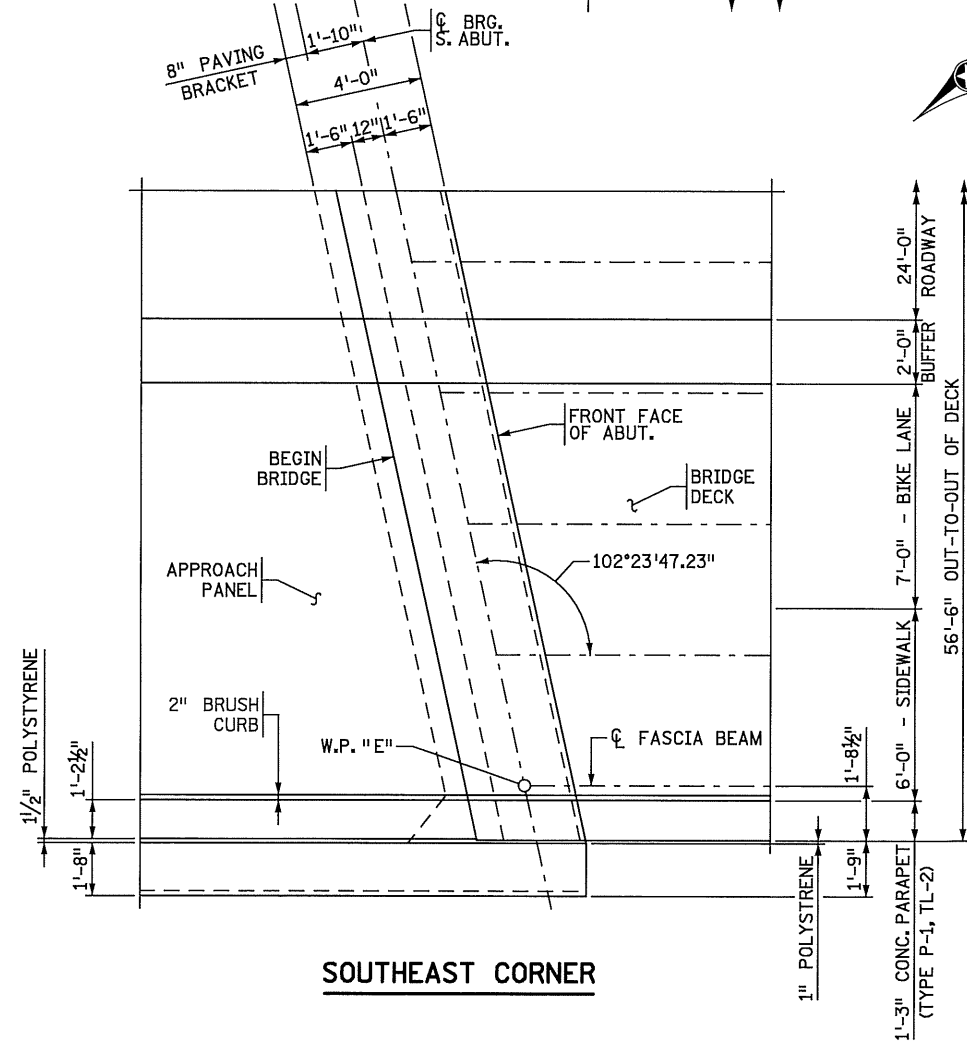 8" PAVING
BRACKET
1'-10"
℄ BRG.
S. ABUT.
4'-0"
1'-6"
12"
1'-6"
24'-0"
ROADWAY
2'-0"
BUFFER
FRONT FACE
OF ABUT.
BEGIN
BRIDGE
BRIDGE
DECK
7'-0" - BIKE LANE
56'-6" OUT-TO-OUT OF DECK
102°23'47.23"
APPROACH
PANEL
1½" POLYSTYRENE
1'-2½"
2" BRUSH
CURB
W.P. "E"
℄ FASCIA BEAM
1'-8½"
6'-0" - SIDEWALK
1'-8"
1'-9"
1" POLYSTRENE
1'-3" CONC. PARAPET
(TYPE P-1, TL-2)
SOUTHEAST CORNER